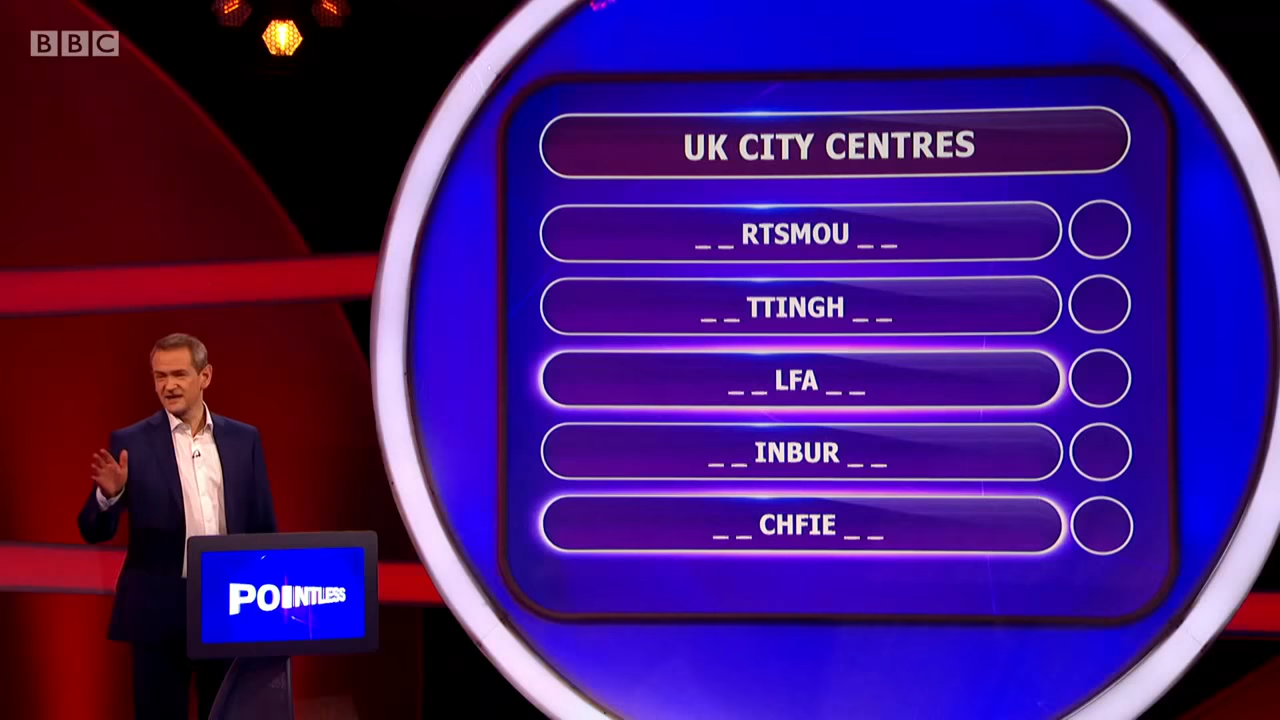 BBC
UK CITY CENTRES
_ _ RTSMOU _ _
_ _ TTINGH _ _
_ _ LFA _ _
_ _ INBUR _ _
_ _ CHFIE _ _
POINTLESS